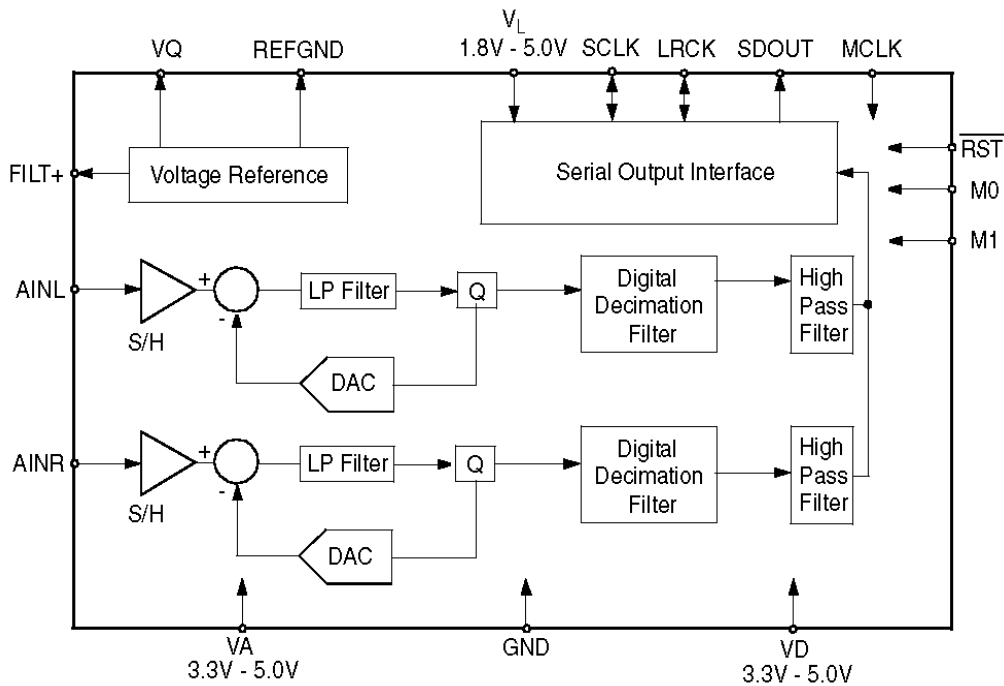 VQ
REFGND
VL
1.8V - 5.0V
SCLK
LRCK
SDOUT
MCLK
FILT+
Voltage Reference
Serial Output Interface
RST
M0
M1
AINL
S/H
+
-
LP Filter
Q
DAC
Digital
Decimation
Filter
High
Pass
Filter
AINR
S/H
+
-
LP Filter
Q
DAC
Digital
Decimation
Filter
High
Pass
Filter
VA
3.3V - 5.0V
GND
VD
3.3V - 5.0V